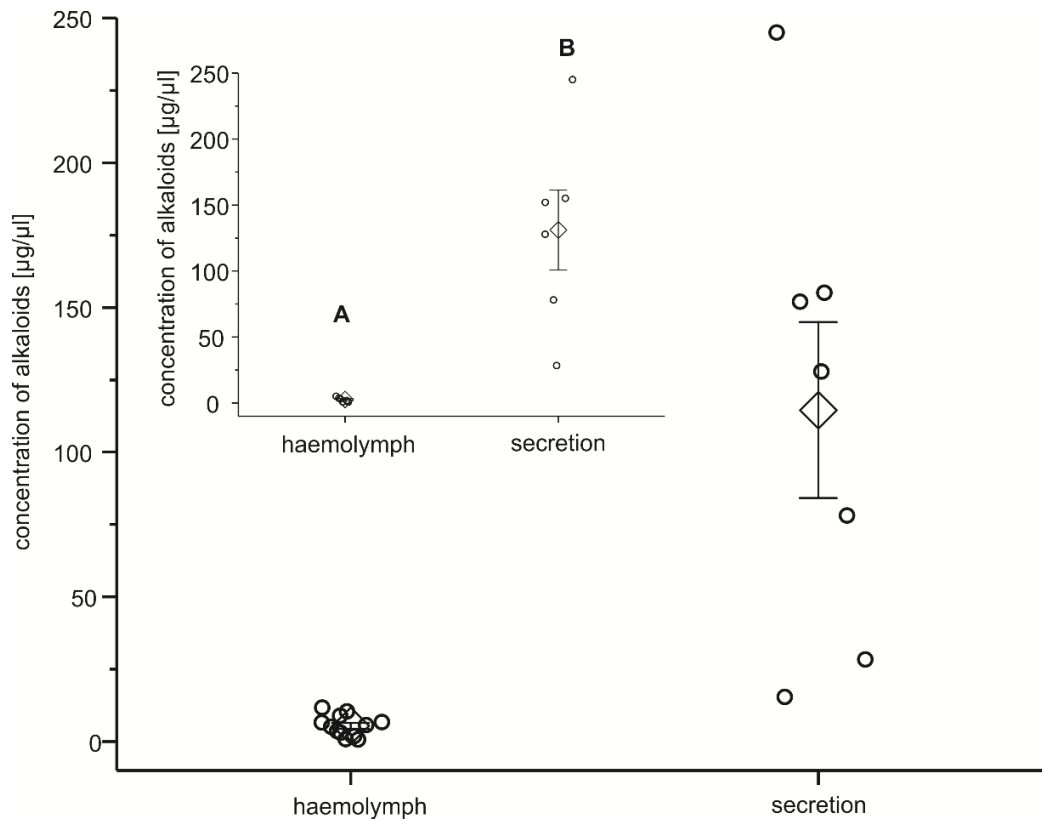 250
200
150
100
50
0
concentration of alkaloids [µg/µl]
haemolymph
secretion
250
200
150
100
50
0
concentration of alkaloids [µg/µl]
A
B
haemolymph
secretion